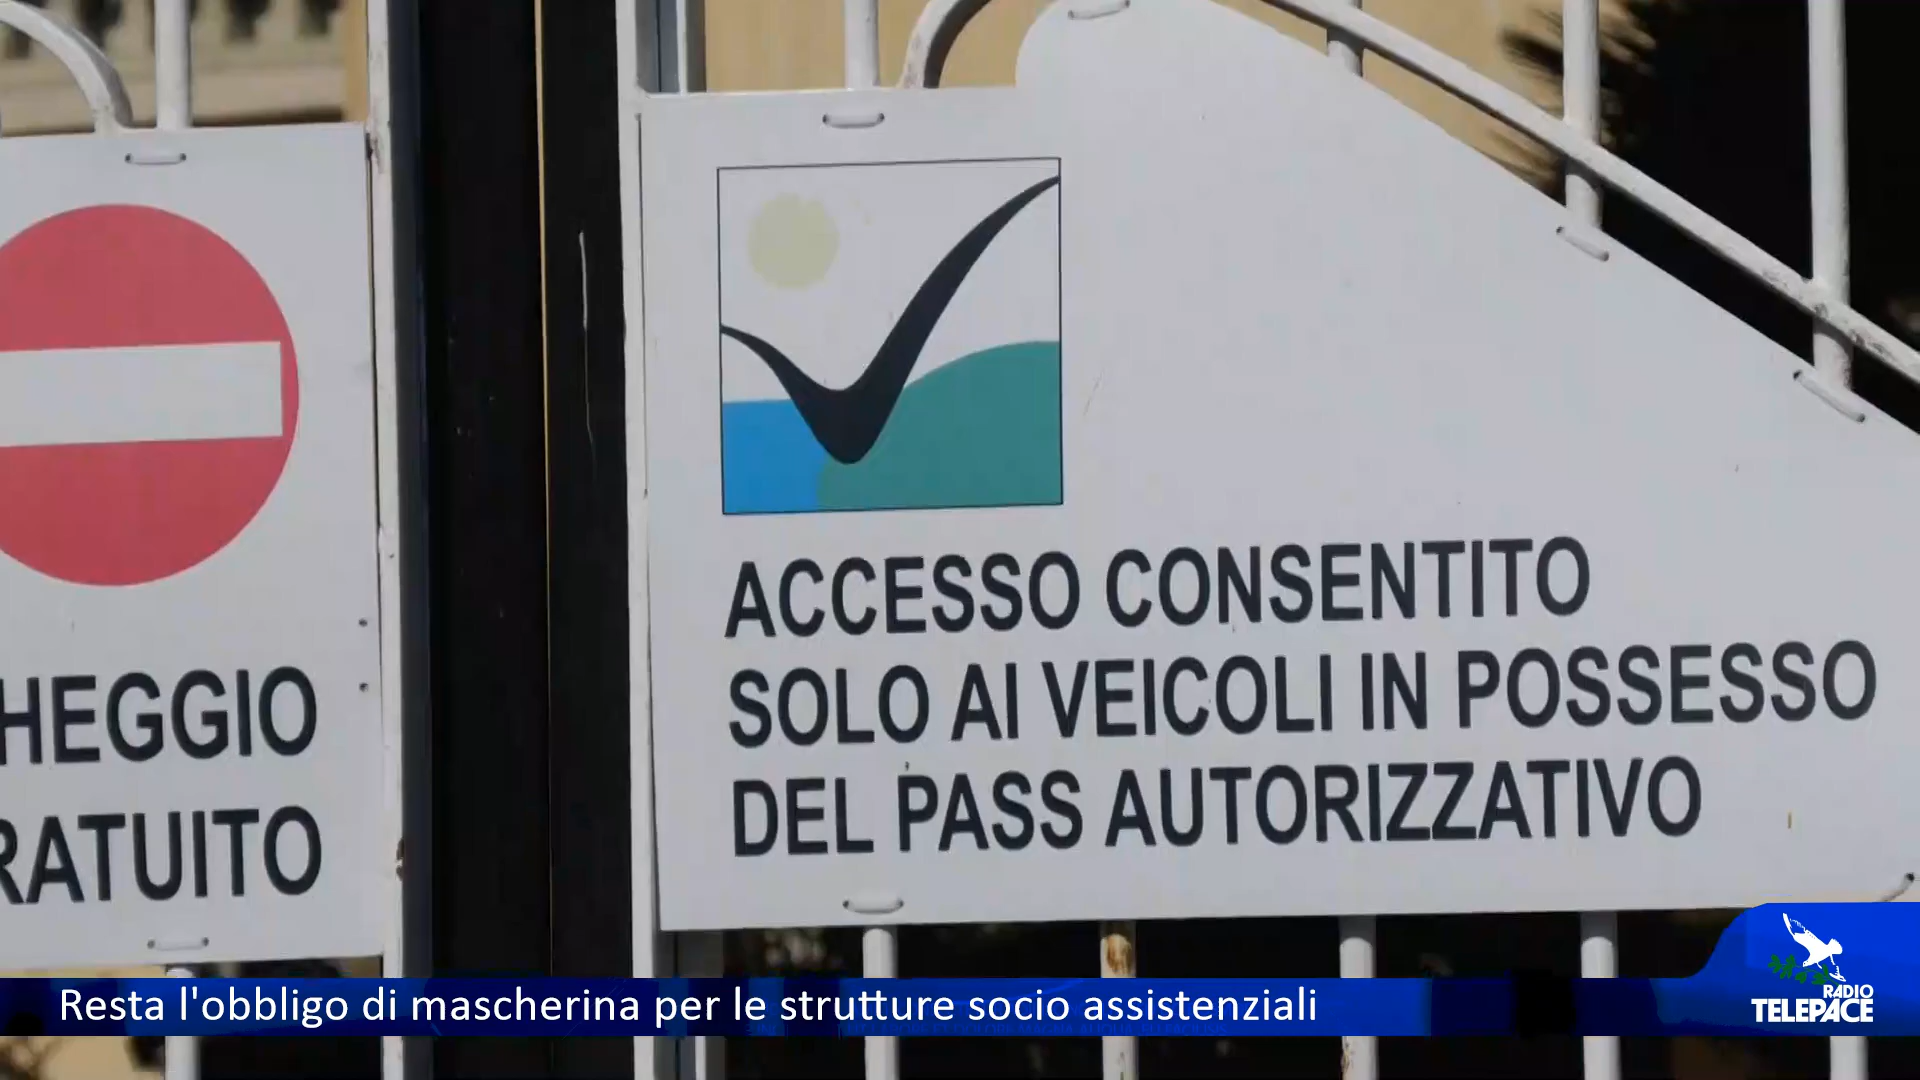 HEGGIO
RATUITO
ACCESSO CONSENTITO
SOLO AI VEICOLI IN POSSESSO
DEL PASS AUTORIZZATIVO
Resta l'obbligo di mascherina per le strutture socio assistenziali
RADIO
TELEPACE